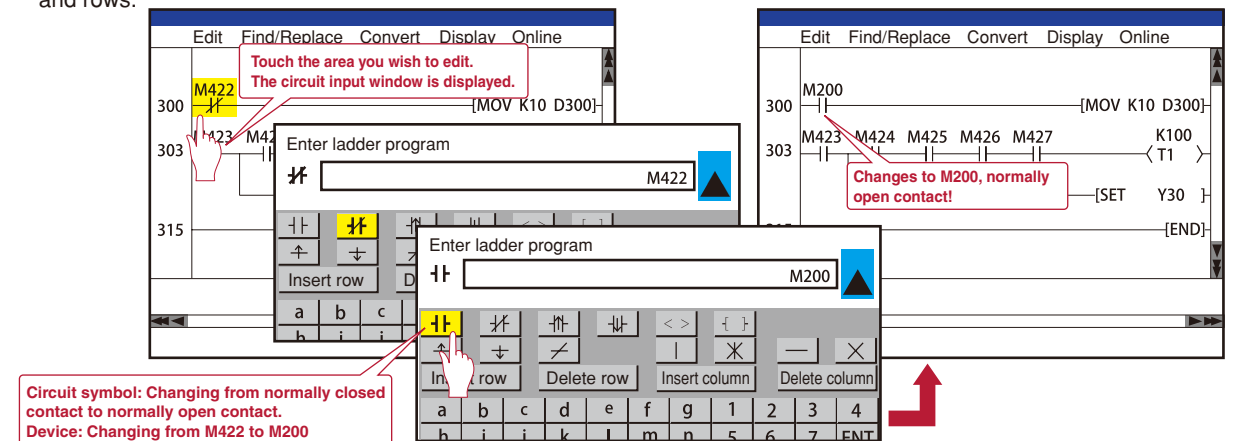 and rows.
Edit Find/Replace Convert Display Online
Touch the area you wish to edit.
The circuit input window is displayed.
M422
300 [MOV K10 D300]
303
315
Enter ladder program
M422
< >
Insert row
a b c
Enter ladder program
M200
< > { }
Insert row Delete row Insert column Delete column
a b c d e f g 1 2 3 4
h i j k l m n 5 6 7 ENT
Circuit symbol: Changing from normally closed
contact to normally open contact.
Device: Changing from M422 to M200
Edit Find/Replace Convert Display Online
M200
300 [MOV K10 D300]
M423 M424 M425 M426 M427 K100
303 T1
Changes to M200, normally
open contact!
[SET Y30 ]
[END]